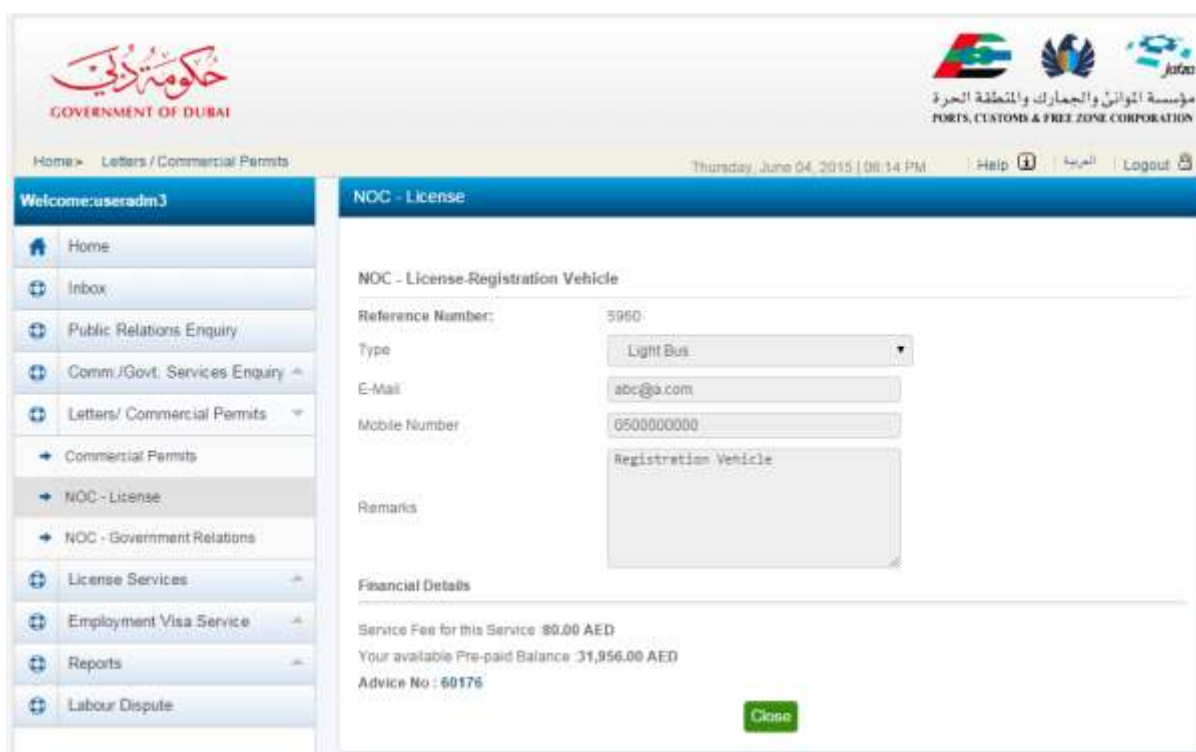 حكومة دبي
GOVERNMENT OF DUBAI
jafza
مؤسسة الموانئ والجمارك والمنطقة الحرة
PORTS, CUSTOMS & FREE ZONE CORPORATION
Home> Letters / Commercial Permits
Thursday, June 04, 2015 | 06:14 PM
Help العربية Logout
Welcome:useradm3
Home
Inbox
Public Relations Enquiry
Comm./Govt. Services Enquiry
Letters/ Commercial Permits
Commercial Permits
NOC - License
NOC - Government Relations
License Services
Employment Visa Service
Reports
Labour Dispute
NOC - License
NOC - License-Registration Vehicle
Reference Number: 5960
Type Light Bus
E-Mail abc@a.com
Mobile Number 0500000000
Remarks Registration Vehicle
Financial Details
Service Fee for this Service :80.00 AED
Your available Pre-paid Balance :31,956.00 AED
Advice No : 60176
Close